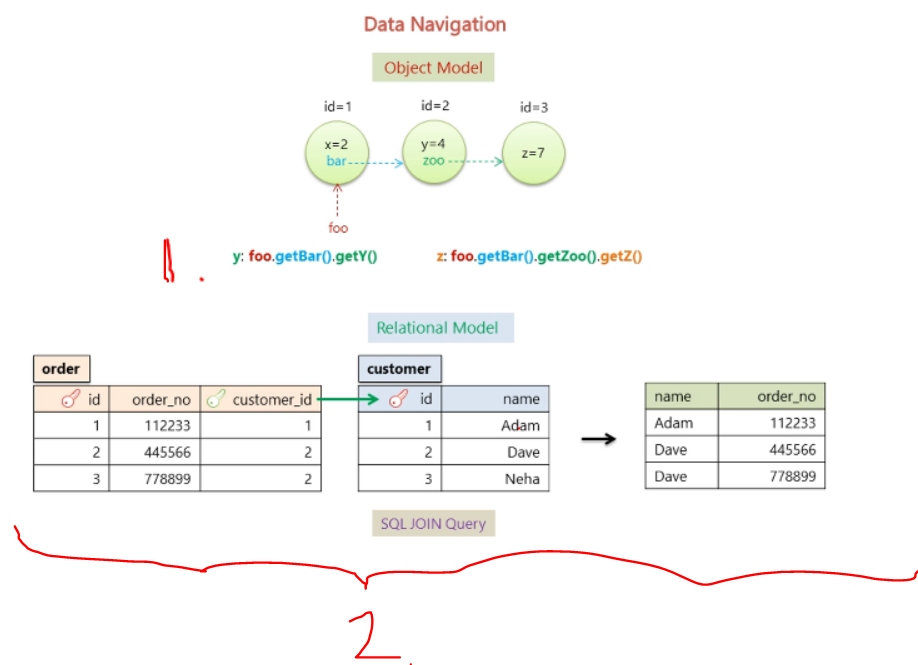 Data Navigation
Object Model
id=1 id=2 id=3
x=2 y=4 z=7
bar zoo
foo
1.
y: foo.getBar().getY() z: foo.getBar().getZoo().getZ()
Relational Model
order customer
id order_no customer_id id name name order_no
1 112233 1 1 Adam Adam 112233
2 445566 2 2 Dave Dave 445566
3 778899 2 3 Neha Dave 778899
SQL JOIN Query
2.